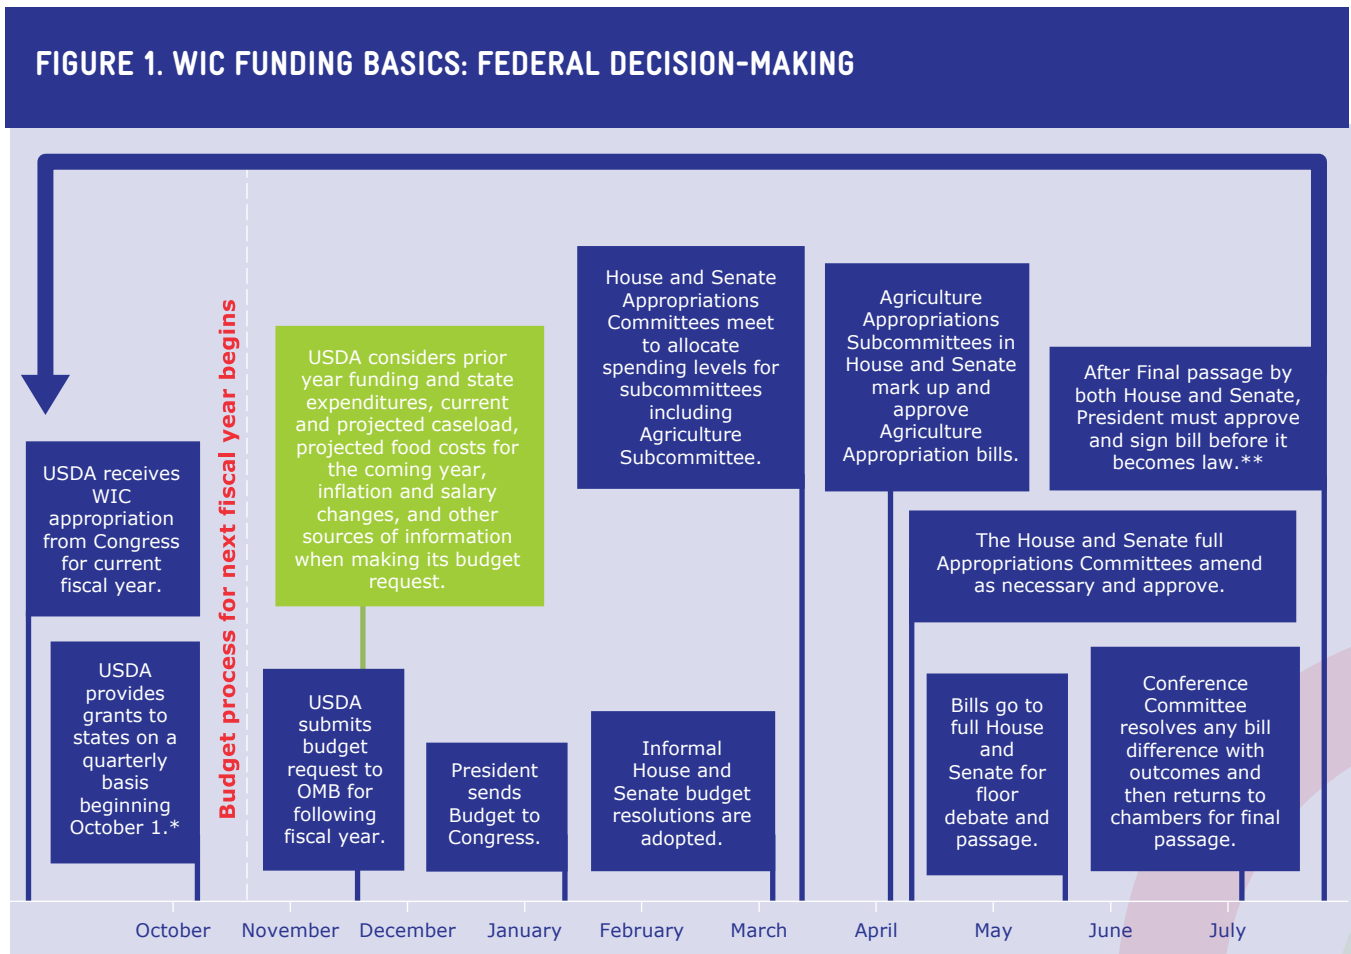 FIGURE 1. WIC FUNDING BASICS: FEDERAL DECISION-MAKING
USDA receives
WIC
appropriation
from Congress
for current
fiscal year.
USDA
provides
grants to
states on a
quarterly
basis
beginning
October 1.*
Budget process for next fiscal year begins
USDA considers prior
year funding and state
expenditures, current
and projected caseload,
projected food costs for
the coming year,
inflation and salary
changes, and other
sources of information
when making its budget
request.
USDA
submits
budget
request to
OMB for
following
fiscal year.
President
sends
Budget to
Congress.
House and Senate
Appropriations
Committees meet
to allocate
spending levels for
subcommittees
including
Agriculture
Subcommittee.
Informal
House and
Senate budget
resolutions are
adopted.
Agriculture
Appropriations
Subcommittees in
House and Senate
mark up and
approve
Agriculture
Appropriation bills.
After Final passage by
both House and Senate,
President must approve
and sign bill before it
becomes law.**
The House and Senate full
Appropriations Committees amend
as necessary and approve.
Bills go to
full House
and
Senate for
floor
debate and
passage.
Conference
Committee
resolves any bill
difference with
outcomes and
then returns to
chambers for final
passage.
October November December January February March April May June July